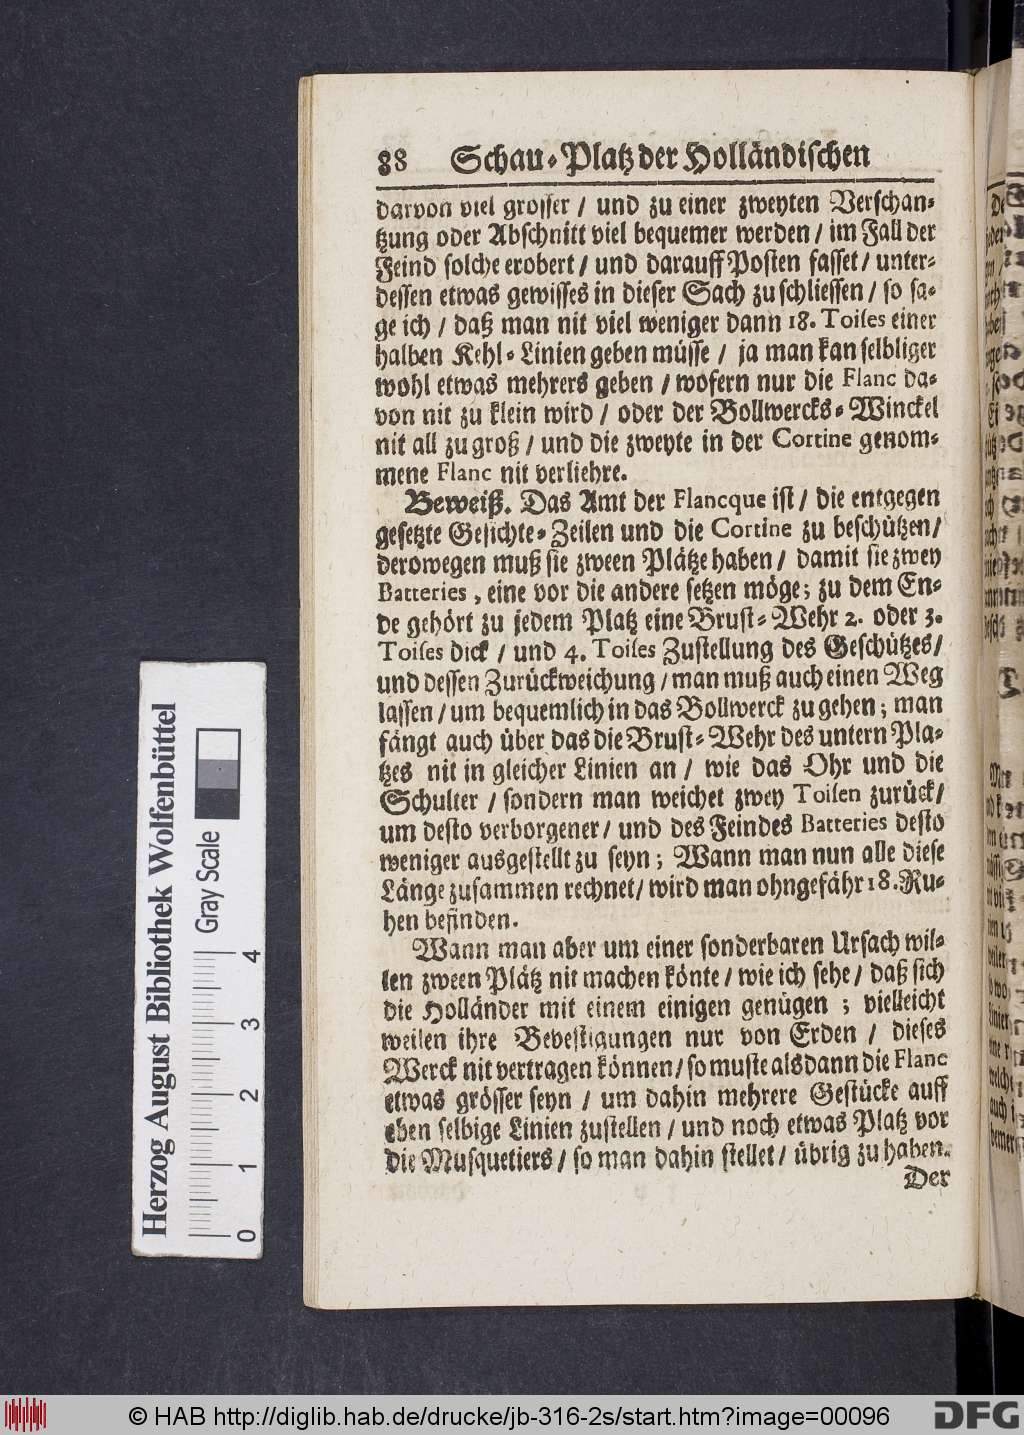 88 Schau-Platz der Holländischen
darvon viel grosser / und zu einer zweyten Verschan-
tzung oder Abschnitt viel bequemer werden / im Fall der
Feind solche erobert / und darauff Posten fasset / unter-
dessen etwas gewisses in dieser Sach zu schliessen / so sa-
ge ich / daß man nit viel weniger dann 18. Toises einer
halben Kehl-Linien geben müsse / ja man kan selbliger
wohl etwas mehrers geben / wofern nur die Flanc da-
von nit zu klein wird / oder der Bollwercks-Winckel
nit all zu groß / und die zweyte in der Cortine genom-
mene Flanc nit verliehre.
Beweiß. Das Amt der Flancque ist / die entgegen
gesetzte Gesichte-Zeilen und die Cortine zu beschützen /
derowegen muß sie zween Plätze haben / damit sie zwey
Batteries, eine vor die andere setzen möge; zu dem En-
de gehört zu jedem Platz eine Brust-Wehr 2. oder 3.
Toises dick / und 4. Toises Zustellung des Geschützes /
und dessen Zurückweichung / man muß auch einen Weg
lassen / um bequemlich in das Bollwerck zu gehen; man
fängt auch über das die Brust-Wehr des untern Pla-
tzes nit in gleicher Linien an / wie das Ohr und die
Schulter / sondern man weichet zwey Toisen zurück /
um desto verborgener / und des Feindes Batteries desto
weniger ausgestellt zu seyn; Wann man nun alle diese
Länge zusammen rechnet / wird man ohngefähr 18. Ru-
hen befinden.
Wann man aber um einer sonderbaren Ursach wil-
len zween Plätz nit machen könte / wie ich sehe / daß sich
die Holländer mit einem einigen genügen ; vielleicht
weilen ihre Bevestigungen nur von Erden / dieses
Werck nit vertragen können / so muste alsdann die Flanc
etwas grösser seyn / um dahin mehrere Gestücke auff
eben selbige Linien zustellen / und noch etwas Platz vor
die Musquetiers / so man dahin stellet / übrig zu haben.
Der
Herzog August Bibliothek Wolfenbüttel
Gray Scale
0 1 2 3 4
© HAB http://diglib.hab.de/drucke/jb-316-2s/start.htm?image=00096
DFG